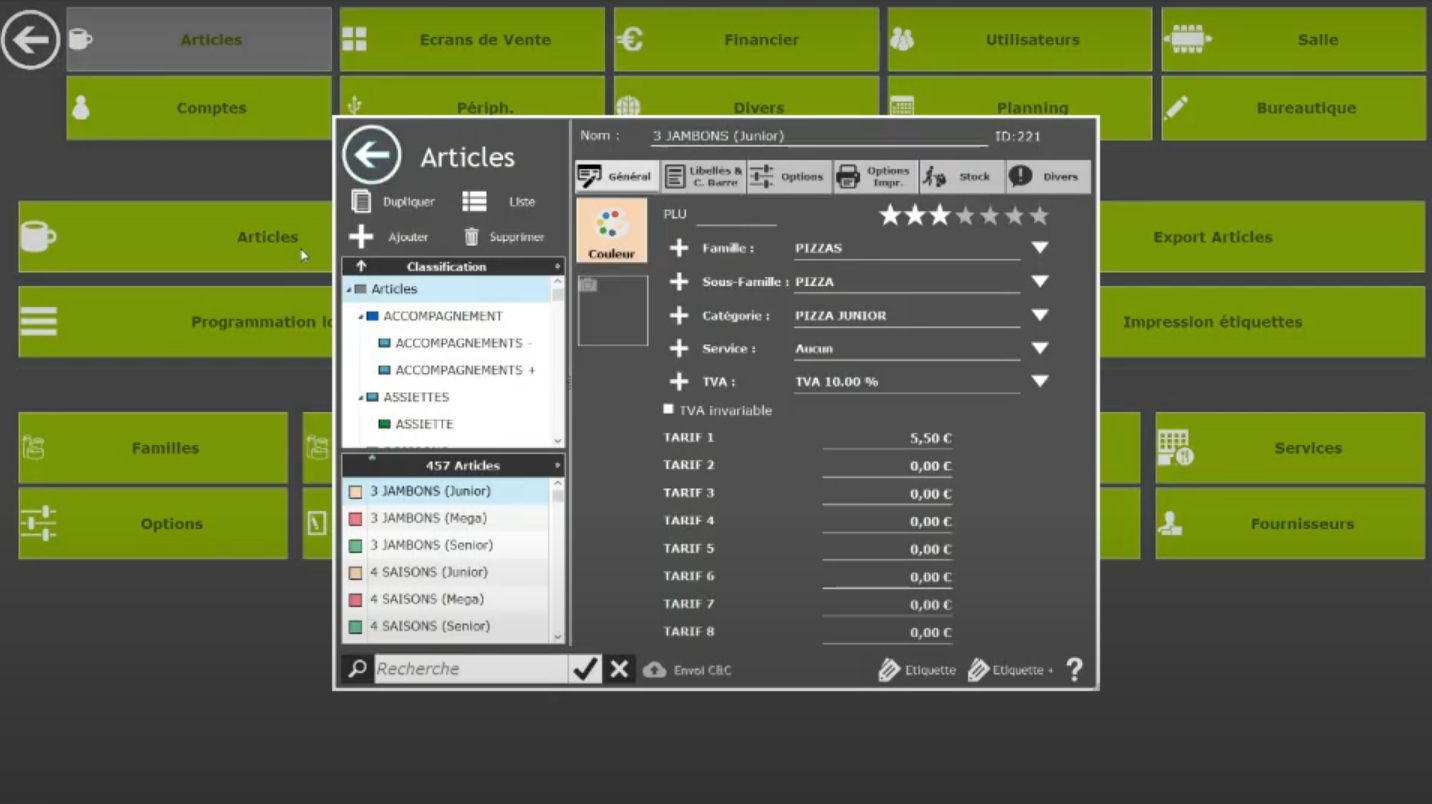 Articles
Ecrans de Vente
Financier
Utilisateurs
Salle
Comptes
Périph.
Divers
Planning
Bureautique
Articles
Export Articles
Impression étiquettes
Programmation
Familles
Services
Options
Fournisseurs
Articles
Dupliquer
Liste
Ajouter
Supprimer
Classification
Articles
ACCOMPAGNEMENT
ACCOMPAGNEMENTS -
ACCOMPAGNEMENTS +
ASSIETTES
ASSIETTE
457 Articles
3 JAMBONS (Junior)
3 JAMBONS (Mega)
3 JAMBONS (Senior)
4 SAISONS (Junior)
4 SAISONS (Mega)
4 SAISONS (Senior)
Recherche
Nom : 3 JAMBONS (Junior) ID:221
Général
Libellés & C. Barre
Options
Options Impr.
Stock
Divers
Couleur
PLU
Famille : PIZZAS
Sous-Famille : PIZZA
Catégorie : PIZZA JUNIOR
Service : Aucun
TVA : TVA 10.00 %
TVA invariable
TARIF 1 5,50 €
TARIF 2 0,00 €
TARIF 3 0,00 €
TARIF 4 0,00 €
TARIF 5 0,00 €
TARIF 6 0,00 €
TARIF 7 0,00 €
TARIF 8 0,00 €
Envoi C&C
Etiquette
Etiquette +
?